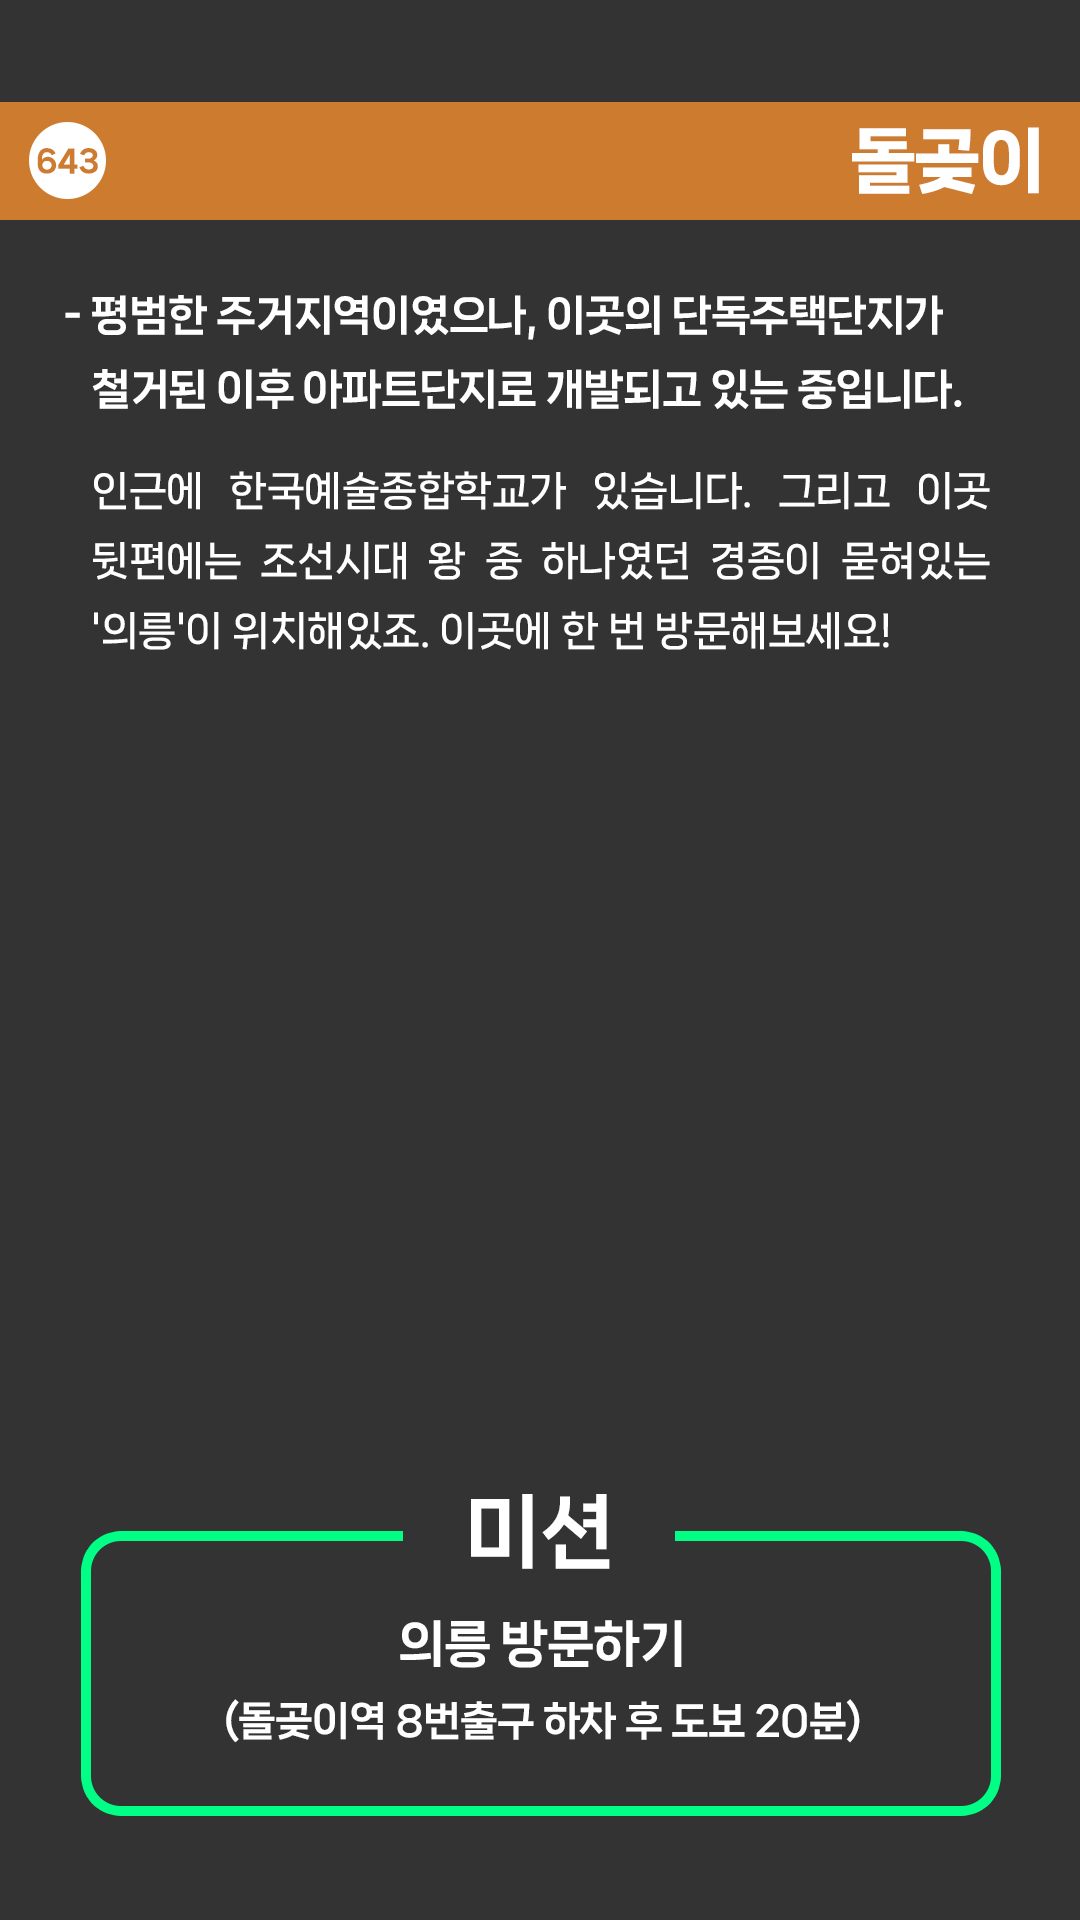 643
돌곶이
- 평범한 주거지역이였으나, 이곳의 단독주택단지가
철거된 이후 아파트단지로 개발되고 있는 중입니다.
인근에 한국예술종합학교가 있습니다. 그리고 이곳
뒷편에는 조선시대 왕 중 하나였던 경종이 묻혀있는
'의릉'이 위치해있죠. 이곳에 한 번 방문해보세요!
미션
의릉 방문하기
(돌곶이역 8번출구 하차 후 도보 20분)